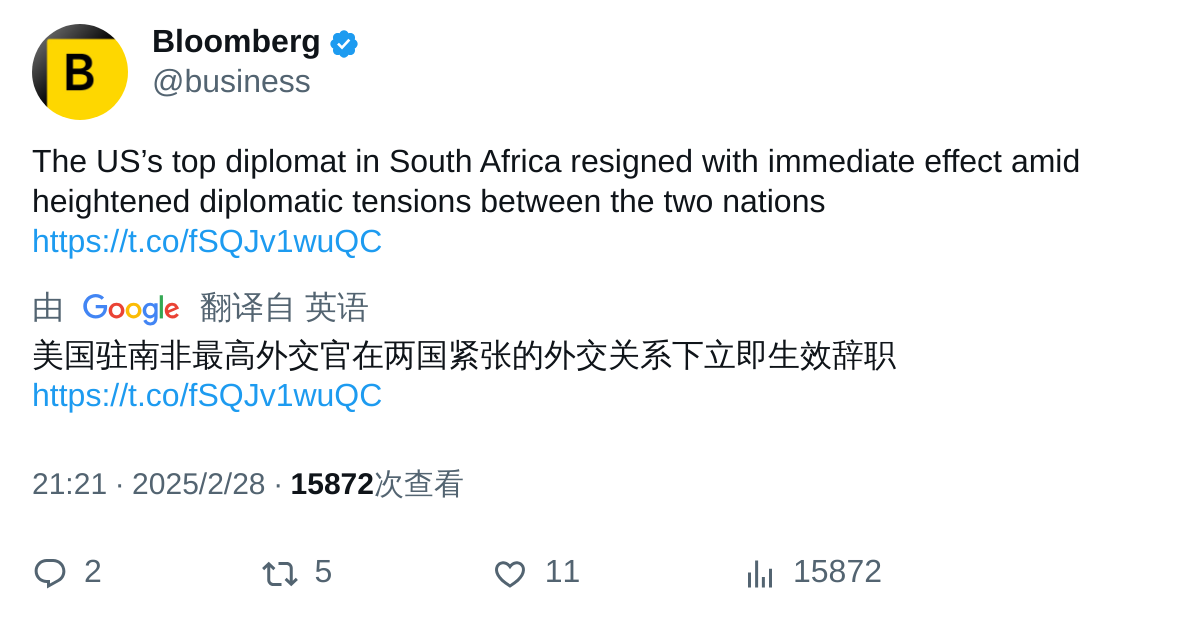 B
Bloomberg
@business
The US’s top diplomat in South Africa resigned with immediate effect amid
heightened diplomatic tensions between the two nations
https://t.co/fSQJv1wuQC
由 Google 翻译自 英语
美国驻南非最高外交官在两国紧张的外交关系下立即生效辞职
https://t.co/fSQJv1wuQC
21:21 · 2025/2/28 · 15872次查看
2 5 11 15872